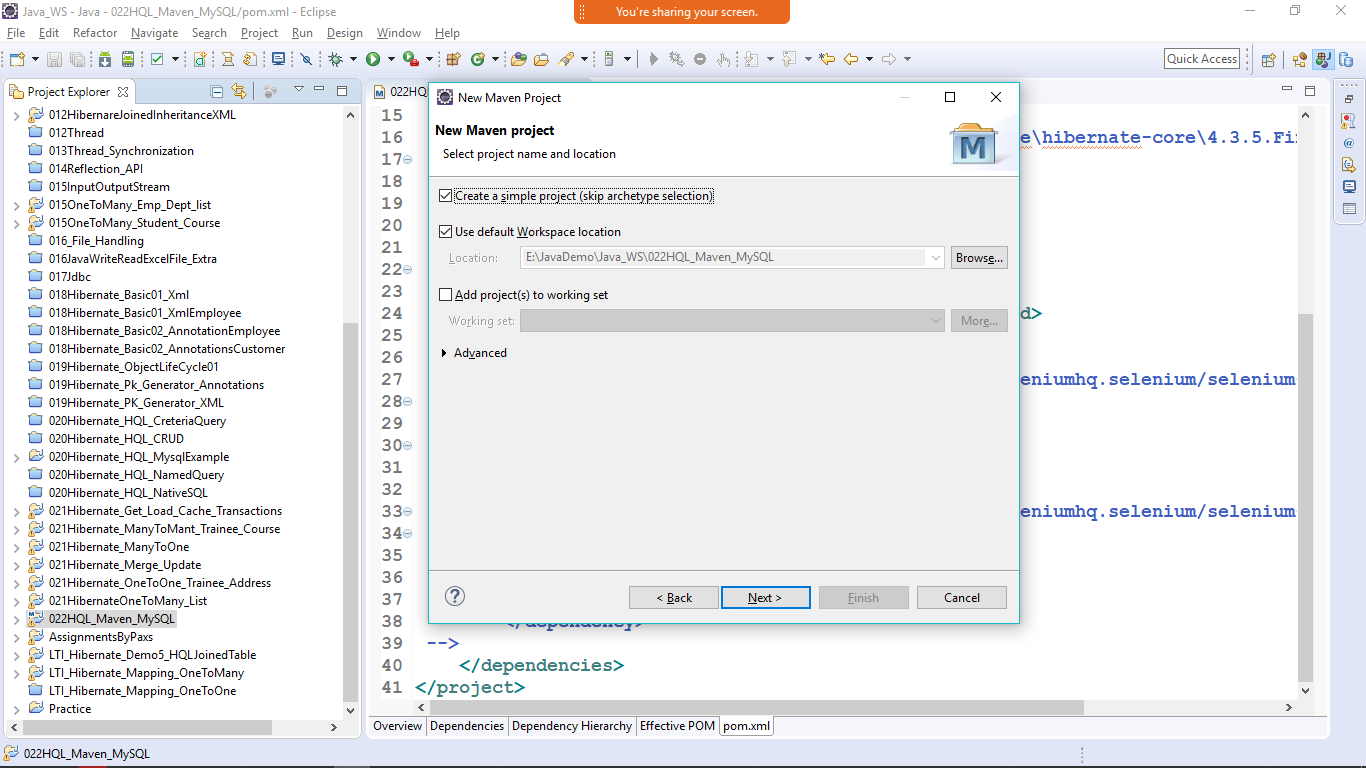 Java_WS - Java - 022HQL_Maven_MySQL/pom.xml - Eclipse
You're sharing your screen.
File Edit Refactor Navigate Search Project Run Design Window Help
Quick Access
Project Explorer
012HibernareJoinedInheritanceXML
012Thread
013Thread_Synchronization
014Reflection_API
015InputOutputStream
015OneToMany_Emp_Dept_list
015OneToMany_Student_Course
016_File_Handling
016JavaWriteReadExcelFile_Extra
017Jdbc
018Hibernate_Basic01_Xml
018Hibernate_Basic01_XmlEmployee
018Hibernate_Basic02_AnnotationEmployee
018Hibernate_Basic02_AnnotationsCustomer
019Hibernate_ObjectLifeCycle01
019Hibernate_Pk_Generator_Annotations
019Hibernate_PK_Generator_XML
020Hibernate_HQL_CreteriaQuery
020Hibernate_HQL_CRUD
020Hibernate_HQL_MysqlExample
020Hibernate_HQL_NamedQuery
020Hibernate_HQL_NativeSQL
021Hibernate_Get_Load_Cache_Transactions
021Hibernate_ManyToMant_Trainee_Course
021Hibernate_ManyToOne
021Hibernate_Merge_Update
021Hibernate_OneToOne_Trainee_Address
021HibernateOneToMany_List
022HQL_Maven_MySQL
AssignmentsByPaxs
LTI_Hibernate_Demo5_HQLJoinedTable
LTI_Hibernate_Mapping_OneToMany
LTI_Hibernate_Mapping_OneToOne
Practice
022HQ
15
16 e\hibernate-core\4.3.5.Fi
17
18
19
20
21
22
23
24 d>
25
26
27 eniumhq.selenium/selenium
28
29
30
31
32
33 eniumhq.selenium/selenium
34
35
36
37
38 </dependency>
39 -->
40 </dependencies>
41 </project>
New Maven Project
New Maven project
Select project name and location
M
Create a simple project (skip archetype selection)
Use default Workspace location
Location: E:\JavaDemo\Java_WS\022HQL_Maven_MySQL Browse...
Add project(s) to working set
Working set: More...
Advanced
? < Back Next > Finish Cancel
Overview Dependencies Dependency Hierarchy Effective POM pom.xml
022HQL_Maven_MySQL